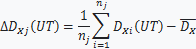 ΔD_{Xj}(UT) = \frac{1}{n_j} \sum_{i=1}^{n_j} D_{Xi}(UT) - \overline{D_X}